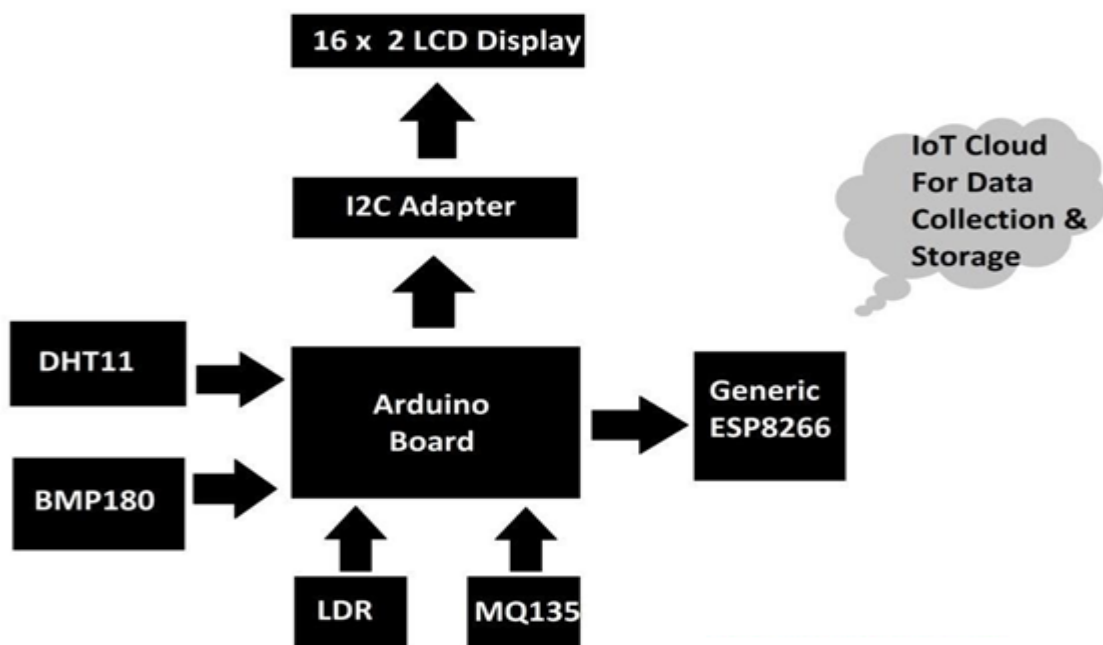 16 x 2 LCD Display
IoT Cloud
For Data
Collection &
Storage
I2C Adapter
DHT11
Arduino
Board
Generic
ESP8266
BMP180
LDR
MQ135